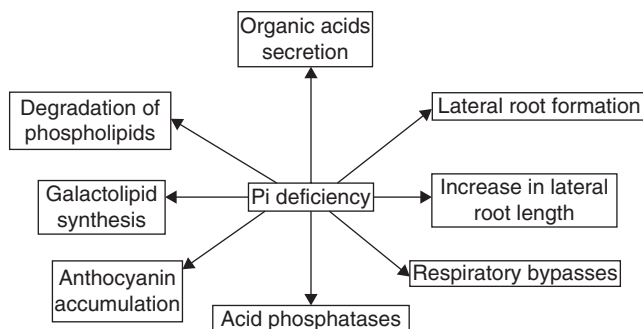 Organic acids
secretion
Degradation of
phospholipids
Lateral root formation
Galactolipid
synthesis
Pi deficiency
Increase in lateral
root length
Anthocyanin
accumulation
Respiratory bypasses
Acid phosphatases